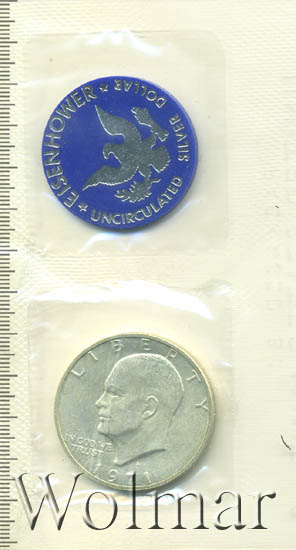 ★ EISENHOWER ★
SILVER DOLLAR
UNCIRCULATED
LIBERTY
IN GOD WE
TRUST
1971
Wolmar